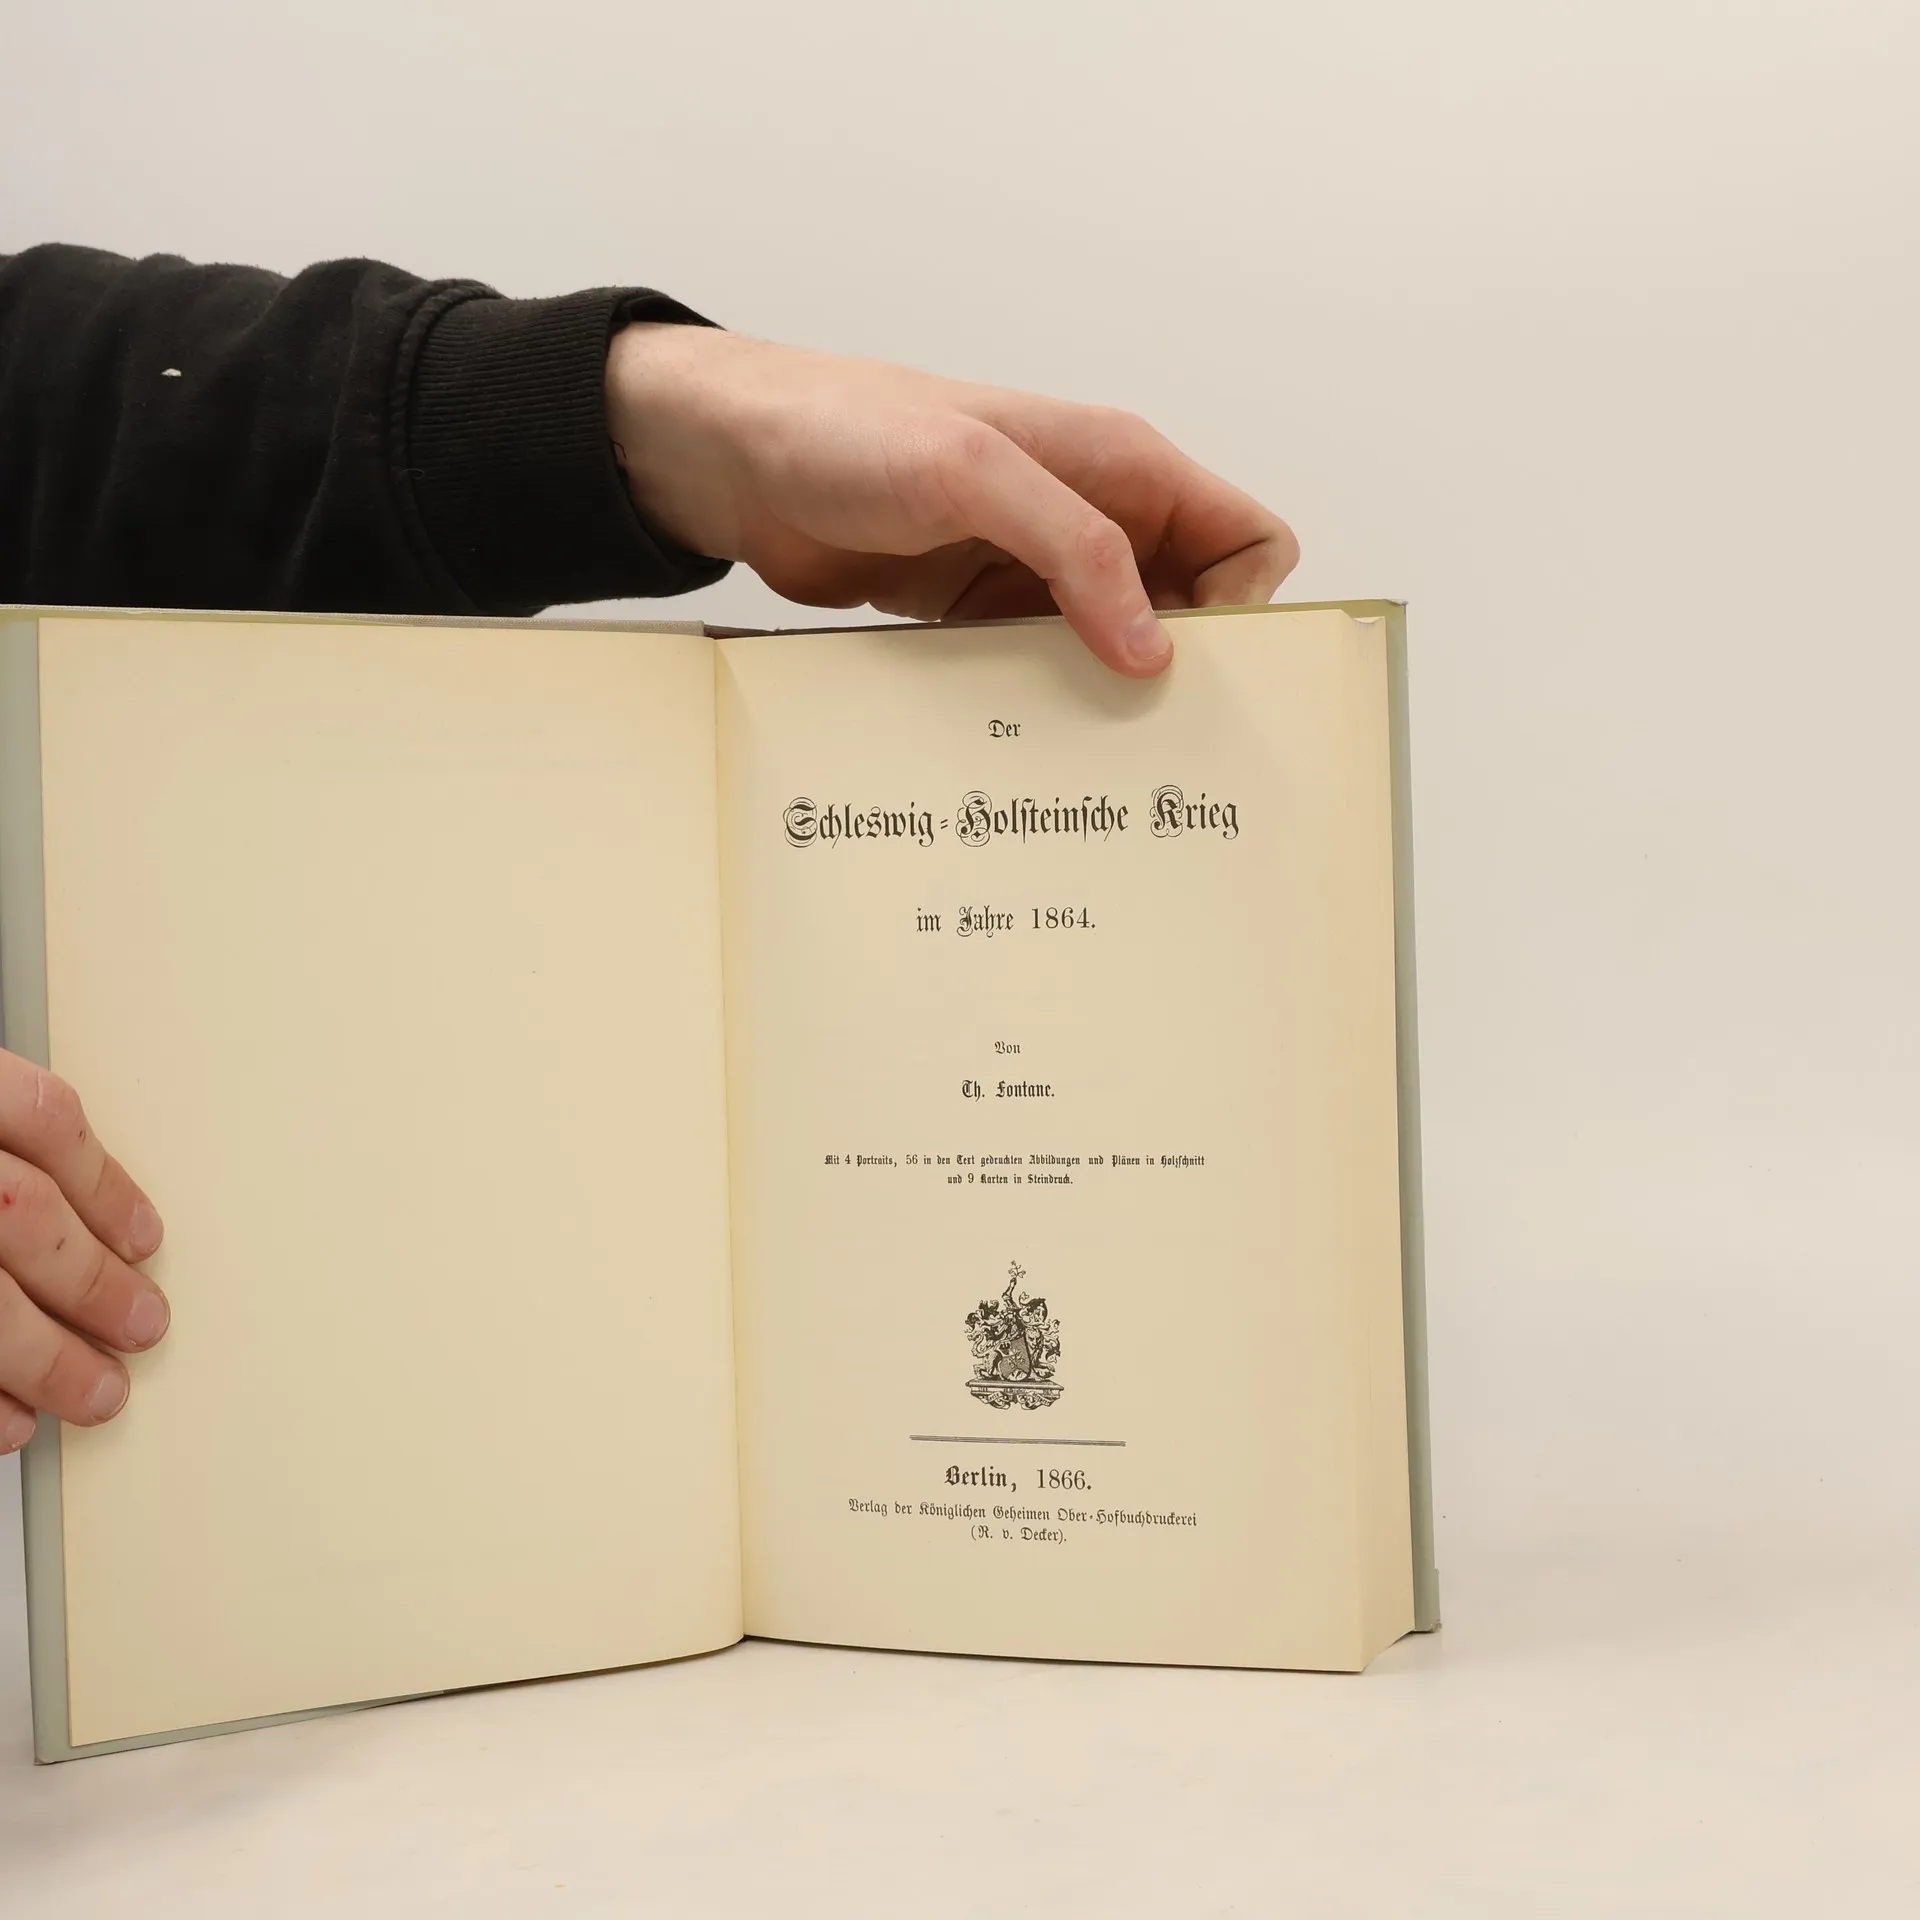 Der
Schleswig-Holsteinsche Krieg
im Jahre 1864.
Von
Th. Fontane.
Mit 4 Portraits, 56 in den Text gedruckten Abbildungen und Plänen in Holzschnitt
und 9 Karten in Steindruck.
Berlin, 1866.
Verlag der Königlichen Geheimen Ober-Hofbuchdruckerei
(R. v. Decker).